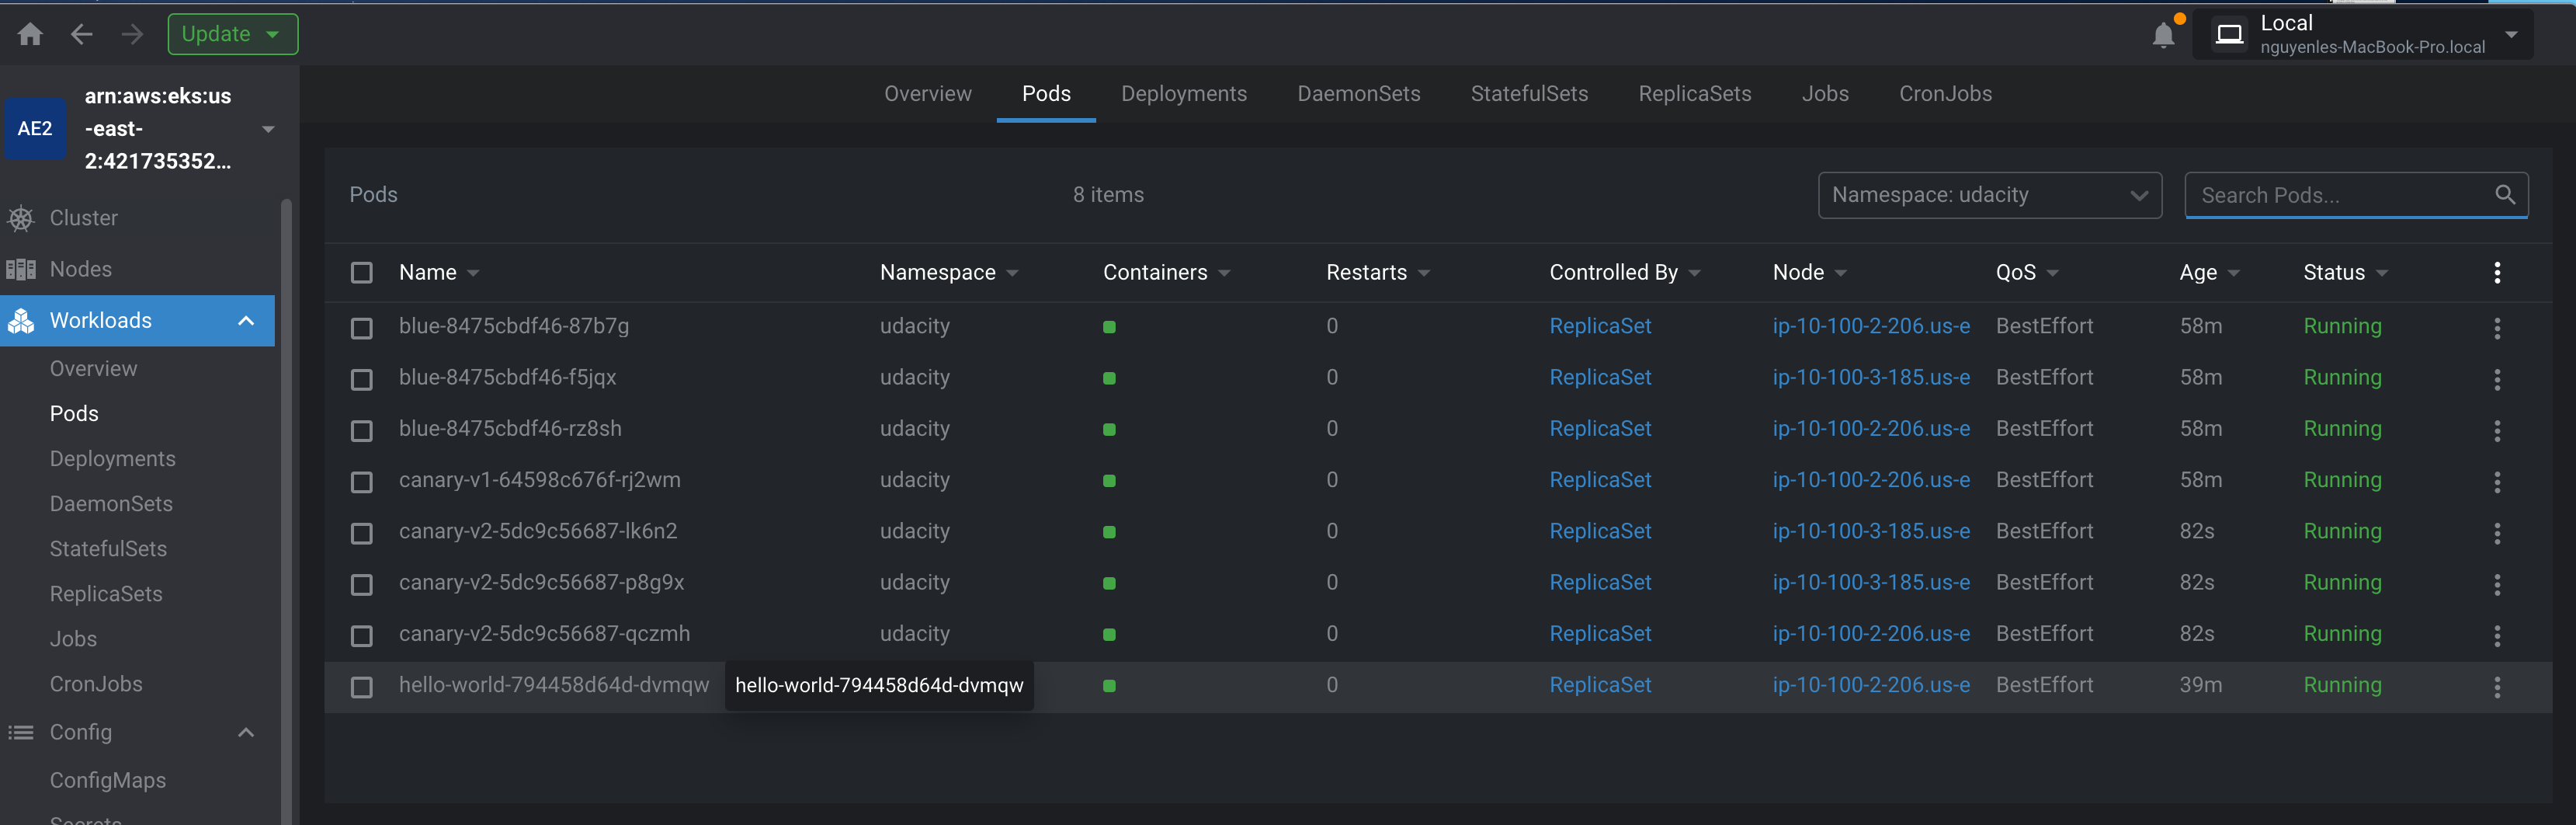 Update
Local
nguyenles-MacBook-Pro.local
AE2
arn:aws:eks:us
-east-
2:421735352...
Cluster
Nodes
Workloads
Overview
Pods
Deployments
DaemonSets
StatefulSets
ReplicaSets
Jobs
CronJobs
Config
ConfigMaps
Secrets
Overview Pods Deployments DaemonSets StatefulSets ReplicaSets Jobs CronJobs
Pods 8 items Namespace: udacity Search Pods...
Name Namespace Containers Restarts Controlled By Node QoS Age Status
blue-8475cbdf46-87b7g udacity 0 ReplicaSet ip-10-100-2-206.us-e BestEffort 58m Running
blue-8475cbdf46-f5jqx udacity 0 ReplicaSet ip-10-100-3-185.us-e BestEffort 58m Running
blue-8475cbdf46-rz8sh udacity 0 ReplicaSet ip-10-100-2-206.us-e BestEffort 58m Running
canary-v1-64598c676f-rj2wm udacity 0 ReplicaSet ip-10-100-2-206.us-e BestEffort 58m Running
canary-v2-5dc9c56687-lk6n2 udacity 0 ReplicaSet ip-10-100-3-185.us-e BestEffort 82s Running
canary-v2-5dc9c56687-p8g9x udacity 0 ReplicaSet ip-10-100-3-185.us-e BestEffort 82s Running
canary-v2-5dc9c56687-qczmh udacity 0 ReplicaSet ip-10-100-2-206.us-e BestEffort 82s Running
hello-world-794458d64d-dvmqw hello-world-794458d64d-dvmqw 0 ReplicaSet ip-10-100-2-206.us-e BestEffort 39m Running